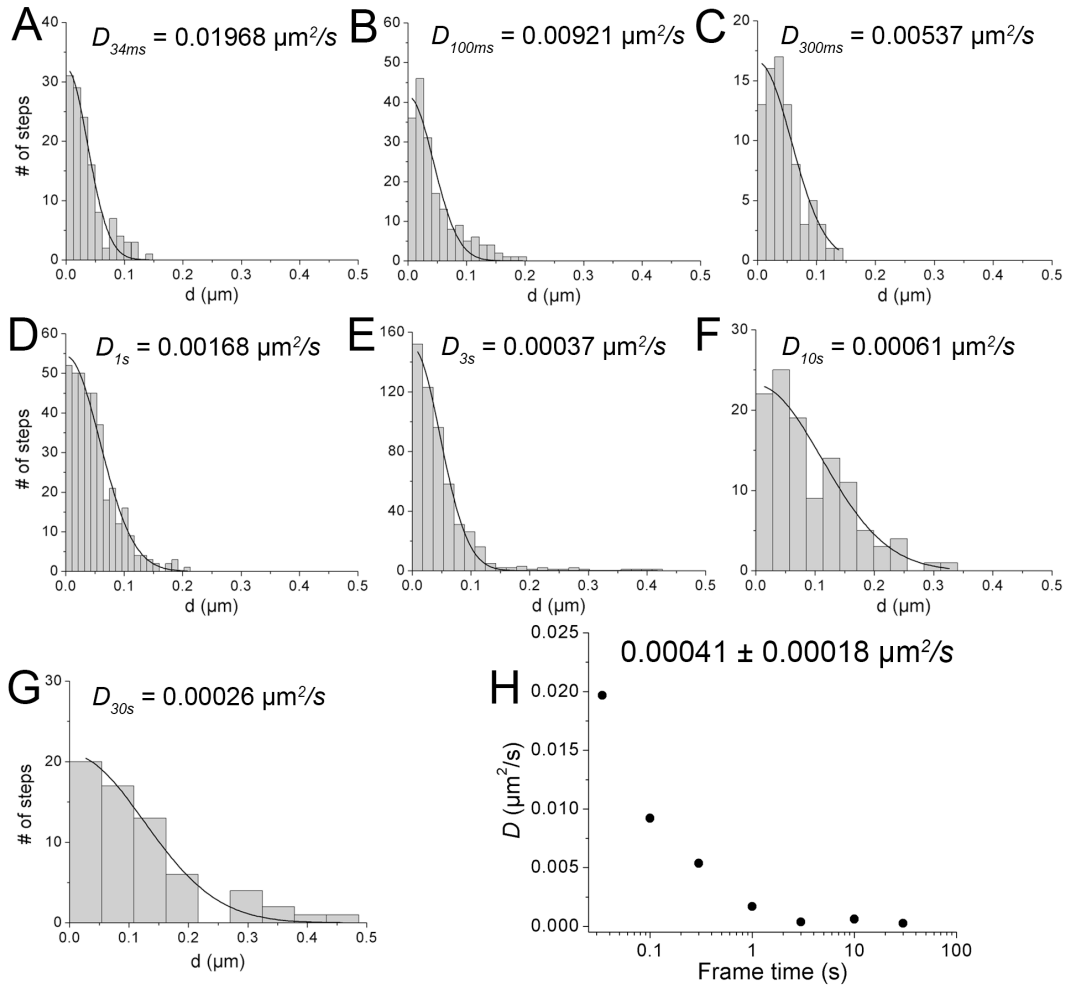 A
D34ms = 0.01968 µm²/s
40
30
20
10
0
# of steps
0.0 0.1 0.2 0.3 0.4 0.5
d (µm)
B
D100ms = 0.00921 µm²/s
60
50
40
30
20
10
0
0.0 0.1 0.2 0.3 0.4 0.5
d (µm)
C
D300ms = 0.00537 µm²/s
20
15
10
5
0
0.0 0.1 0.2 0.3 0.4 0.5
d (µm)
D
D1s = 0.00168 µm²/s
60
50
40
30
20
10
0
# of steps
0.0 0.1 0.2 0.3 0.4 0.5
d (µm)
E
D3s = 0.00037 µm²/s
160
120
80
40
0
0.0 0.1 0.2 0.3 0.4 0.5
d (µm)
F
D10s = 0.00061 µm²/s
30
20
10
0
0.0 0.1 0.2 0.3 0.4 0.5
d (µm)
G
D30s = 0.00026 µm²/s
30
20
10
0
# of steps
0.0 0.1 0.2 0.3 0.4 0.5
d (µm)
H
0.00041 ± 0.00018 µm²/s
0.025
0.020
0.015
0.010
0.005
0.000
D (µm²/s)
0.1 1 10 100
Frame time (s)